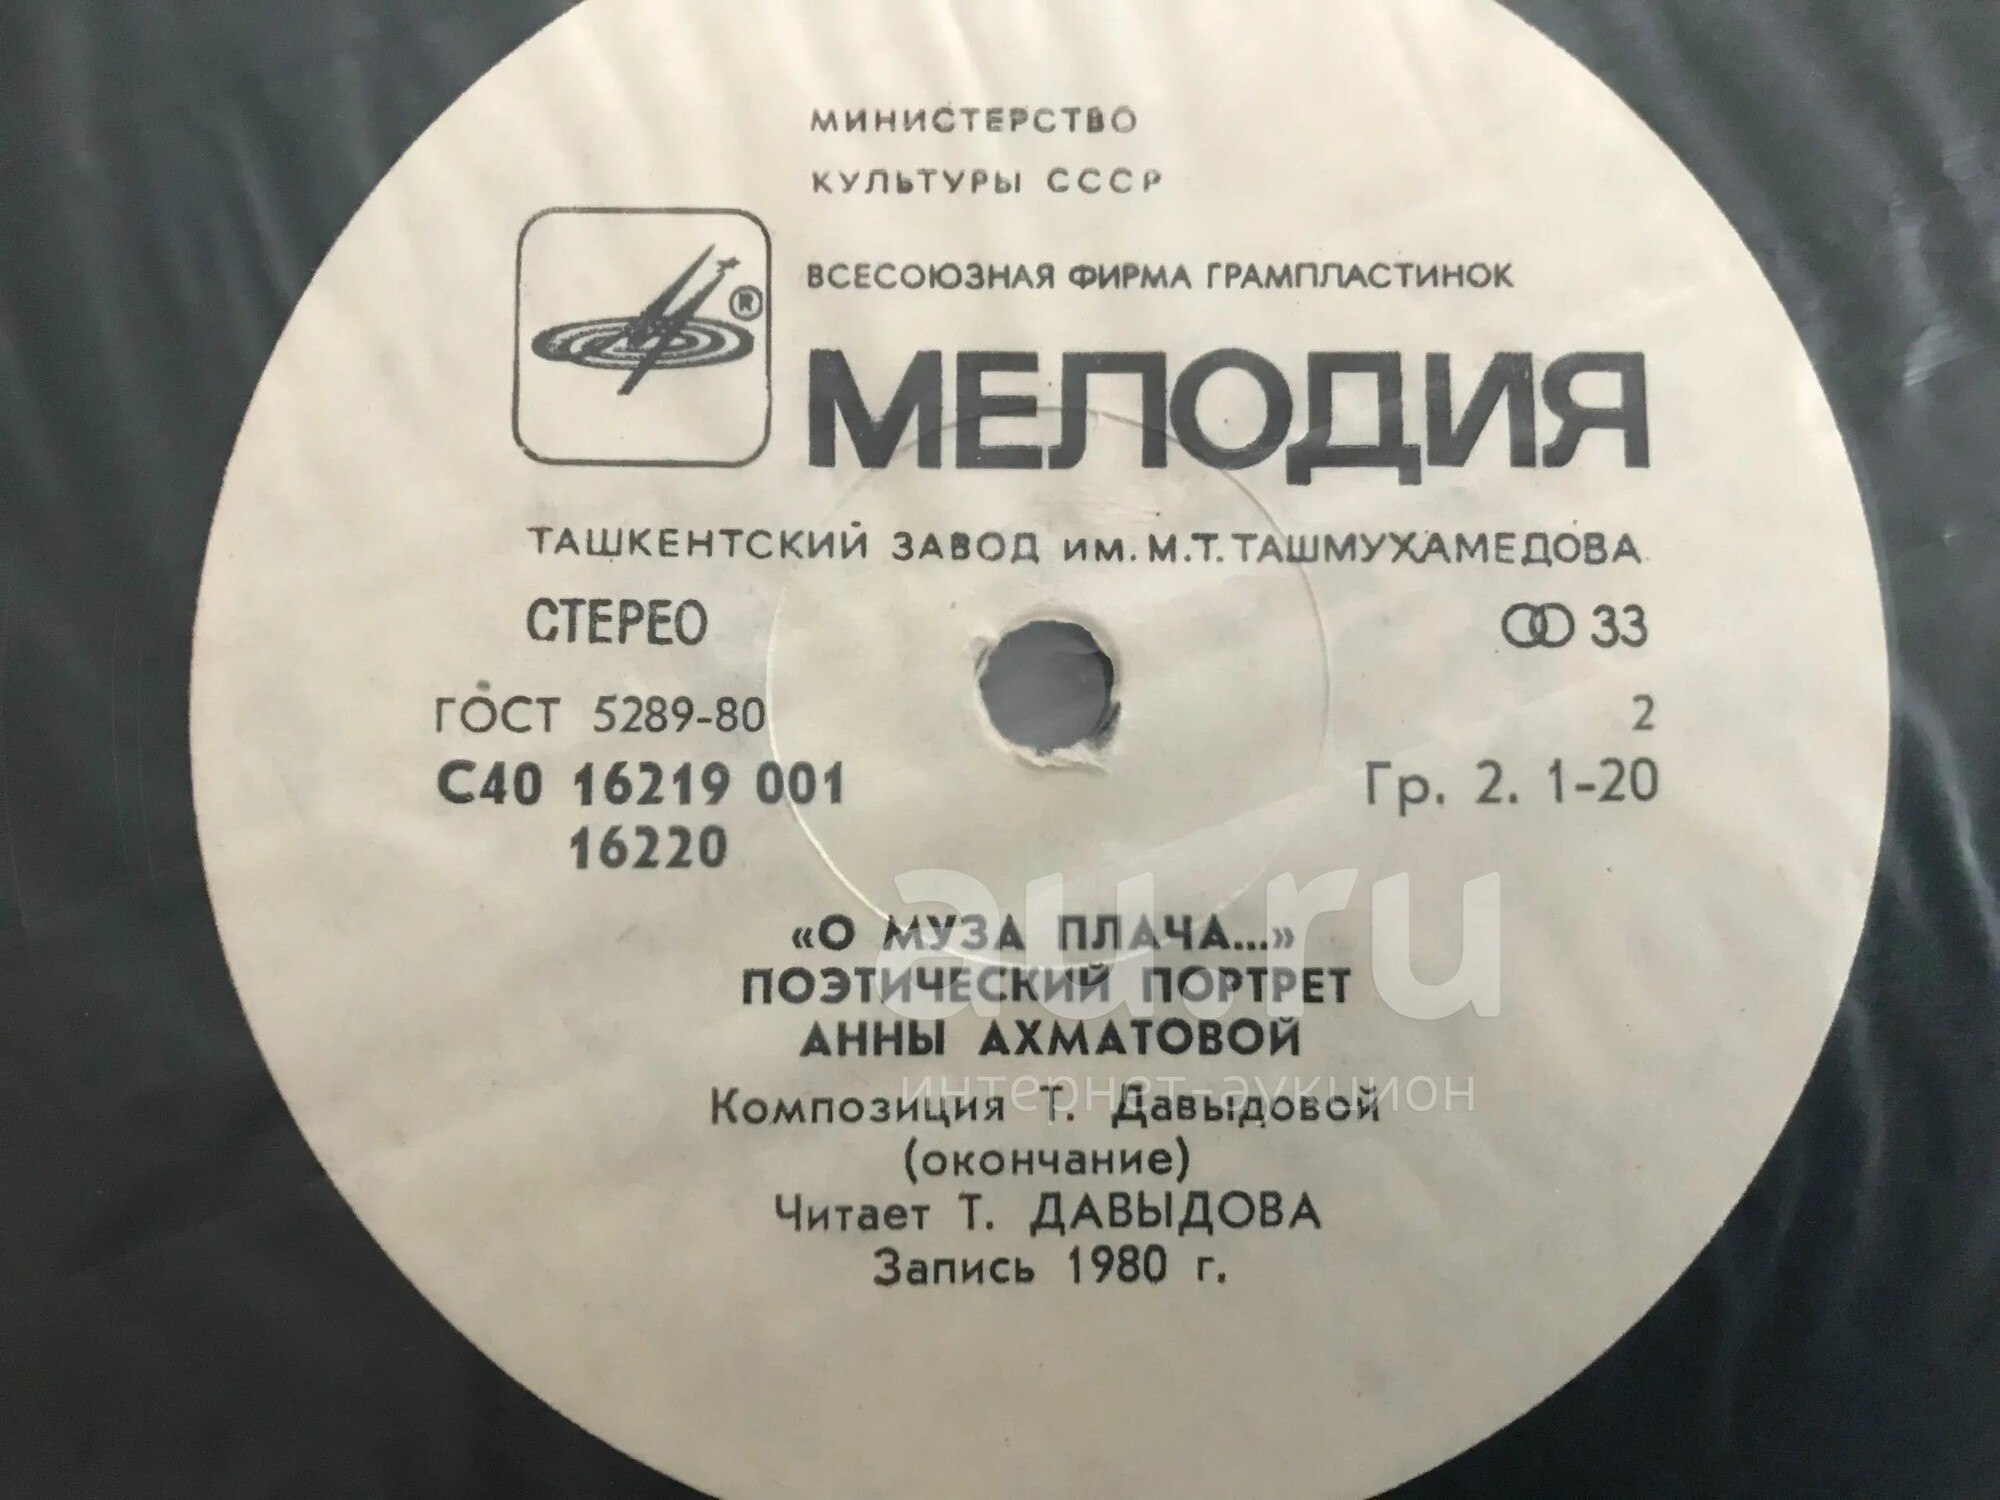 МИНИСТЕРСТВО
КУЛЬТУРЫ СССР
ВСЕСОЮЗНАЯ ФИРМА ГРАМПЛАСТИНОК
®
МЕЛОДИЯ
ТАШКЕНТСКИЙ ЗАВОД им. М.Т. ТАШМУХАМЕДОВА
СТЕРЕО 33
ГОСТ 5289-80 2
С40 16219 001 Гр. 2. 1-20
16220
«О МУЗА ПЛАЧА...»
ПОЭТИЧЕСКИЙ ПОРТРЕТ
АННЫ АХМАТОВОЙ
Композиция Т. Давыдовой
(окончание)
Читает Т. ДАВЫДОВА
Запись 1980 г.
au.ru
интернет-аукцион